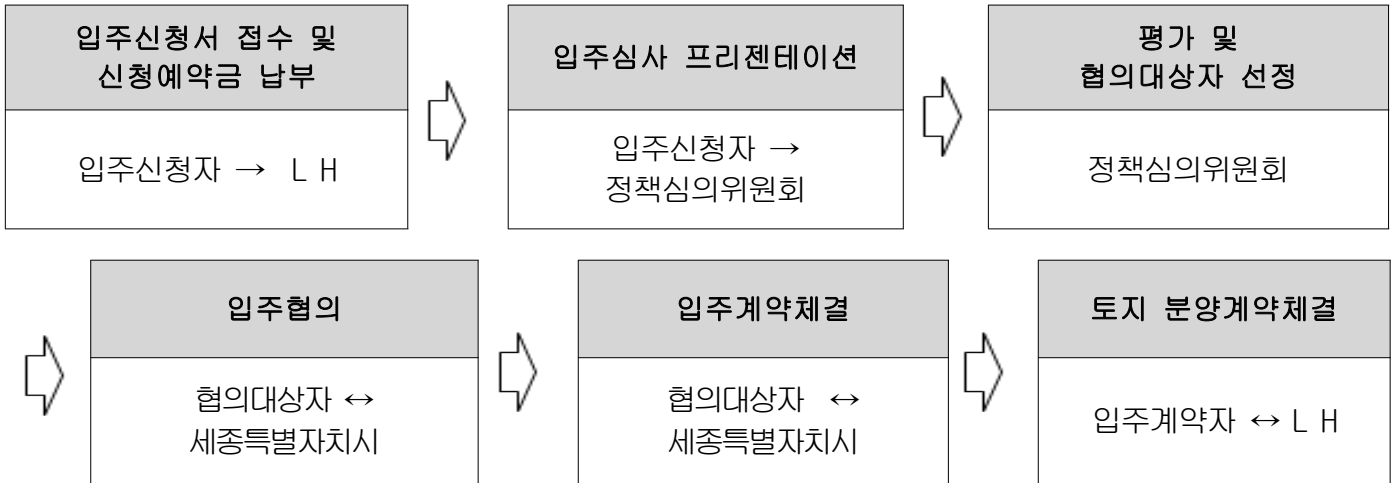 입주신청서 접수 및
신청예약금 납부
입주신청자 → L H
입주심사 프리젠테이션
입주신청자 →
정책심의위원회
평가 및
협의대상자 선정
정책심의위원회
입주협의
협의대상자 ↔
세종특별자치시
입주계약체결
협의대상자 ↔
세종특별자치시
토지 분양계약체결
입주계약자 ↔ L H